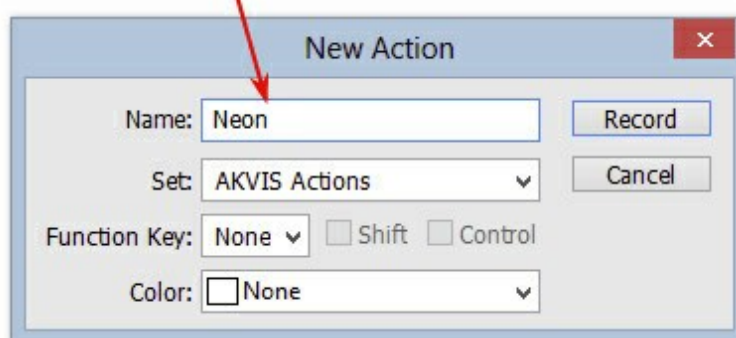 New Action
Name: Neon Record
Set: AKVIS Actions Cancel
Function Key: None Shift Control
Color: None